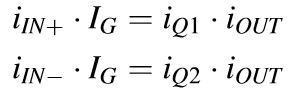 i_{IN+} · I_G = i_{Q1} · i_{OUT}
i_{IN−} · I_G = i_{Q2} · i_{OUT}